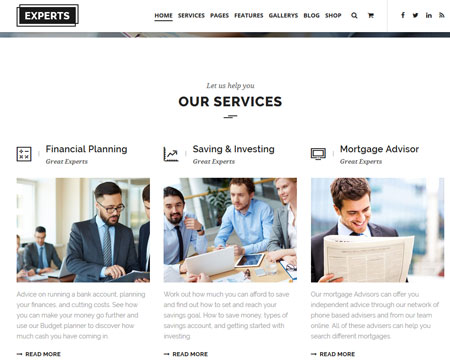 EXPERTS
HOME SERVICES PAGES FEATURES GALLERYS BLOG SHOP
Let us help you
OUR SERVICES
Financial Planning
Great Experts
Saving & Investing
Great Experts
Mortgage Advisor
Great Experts
Advice on running a bank account, planning
your finances, and cutting costs. See how
you can make your money go further and
use our Budget planner to discover how
much cash you have coming in.
READ MORE
Work out how much you can afford to save
and find out how to set and reach your
savings goal. How to save money, types of
savings account, and getting started with
investing.
READ MORE
Our mortgage Advisors can offer you
independent advice through our network of
phone based advisers and from our team
online. All of these advisers can help you
search different mortgages.
READ MORE